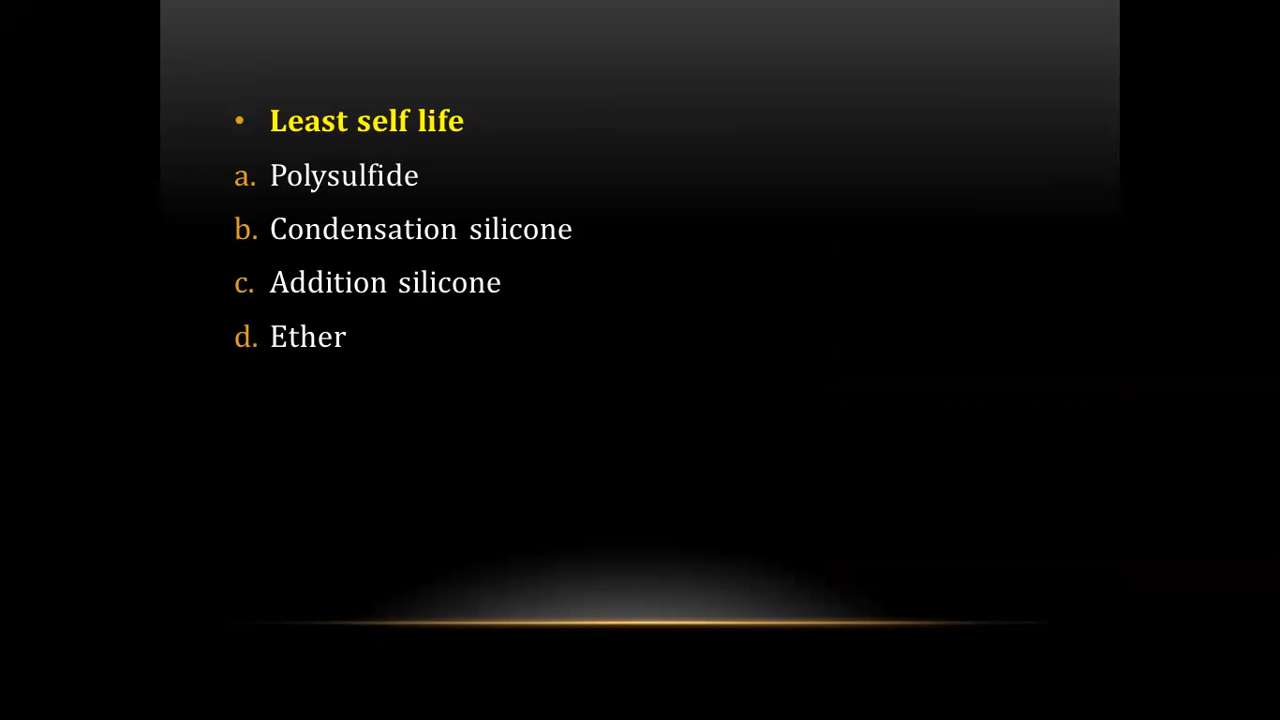 • Least self life
a. Polysulfide
b. Condensation silicone
c. Addition silicone
d. Ether